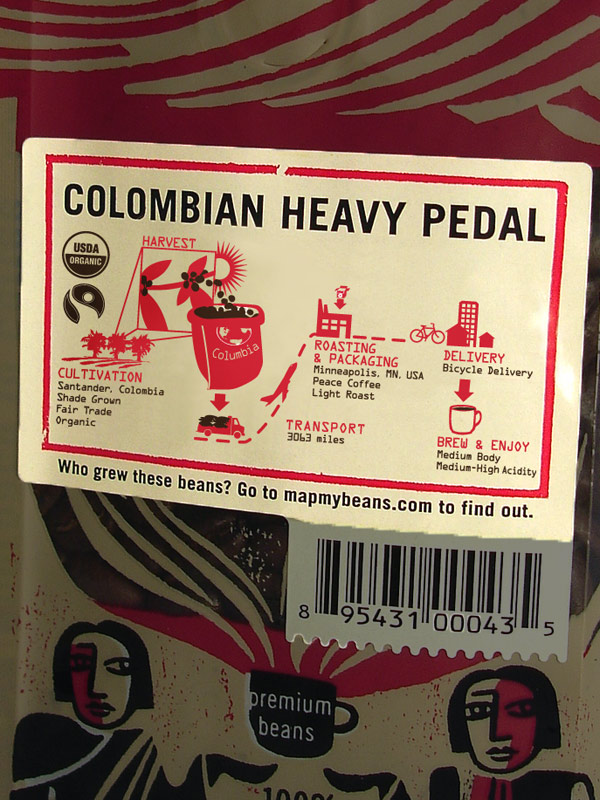 COLOMBIAN HEAVY PEDAL
USDA
ORGANIC
HARVEST
Columbia
CULTIVATION
Santander, Colombia
Shade Grown
Fair Trade
Organic
TRANSPORT
3063 miles
ROASTING
& PACKAGING
Minneapolis, MN, USA
Peace Coffee
Light Roast
DELIVERY
Bicycle Delivery
BREW & ENJOY
Medium Body
Medium-High Acidity
Who grew these beans? Go to mapmybeans.com to find out.
8 95431 00043 5
premium
beans
100%